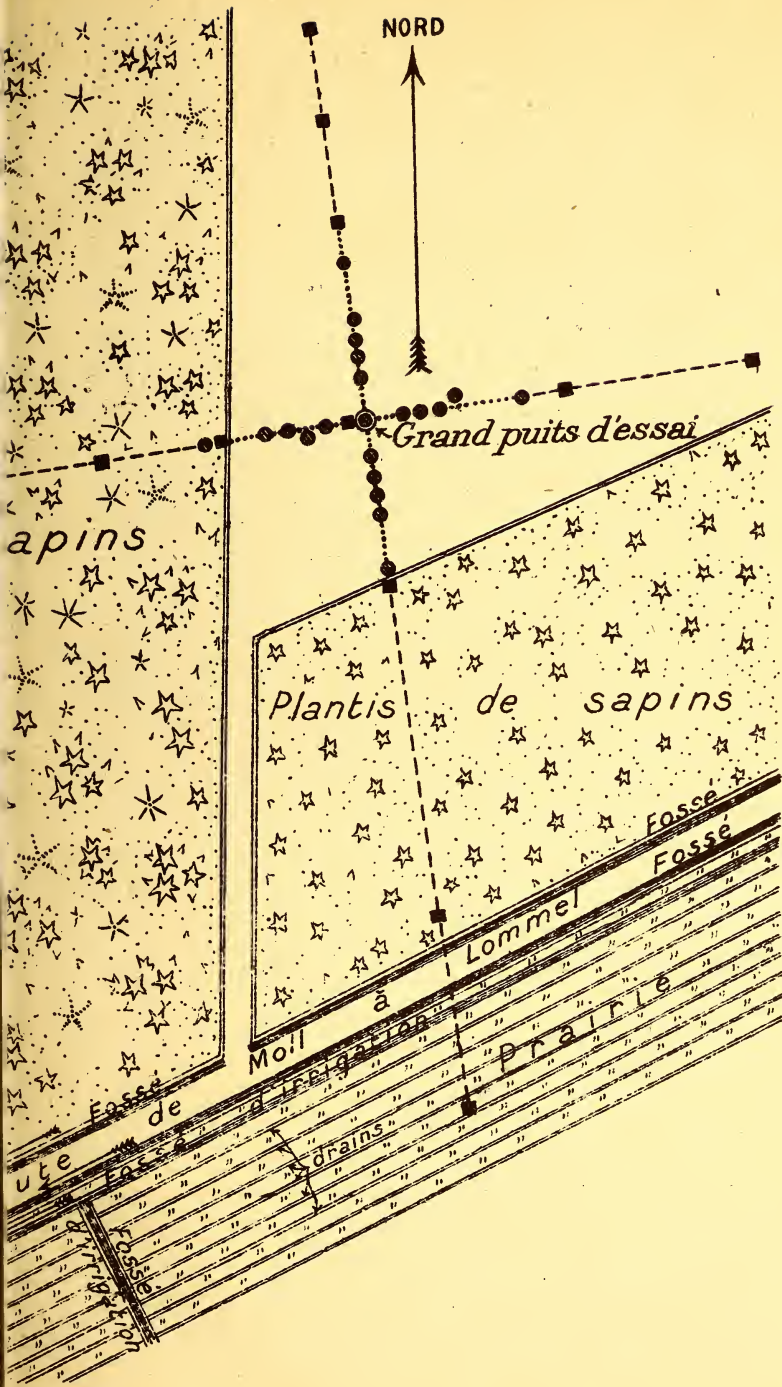 NORD
Grand puits d'essai
apins
Plantis de sapins
Fossé
Fossé
ute de Moll à Lommel
Fossé
Fossé d'irrigation
Prairie
drains
Fossé
d'irrigation